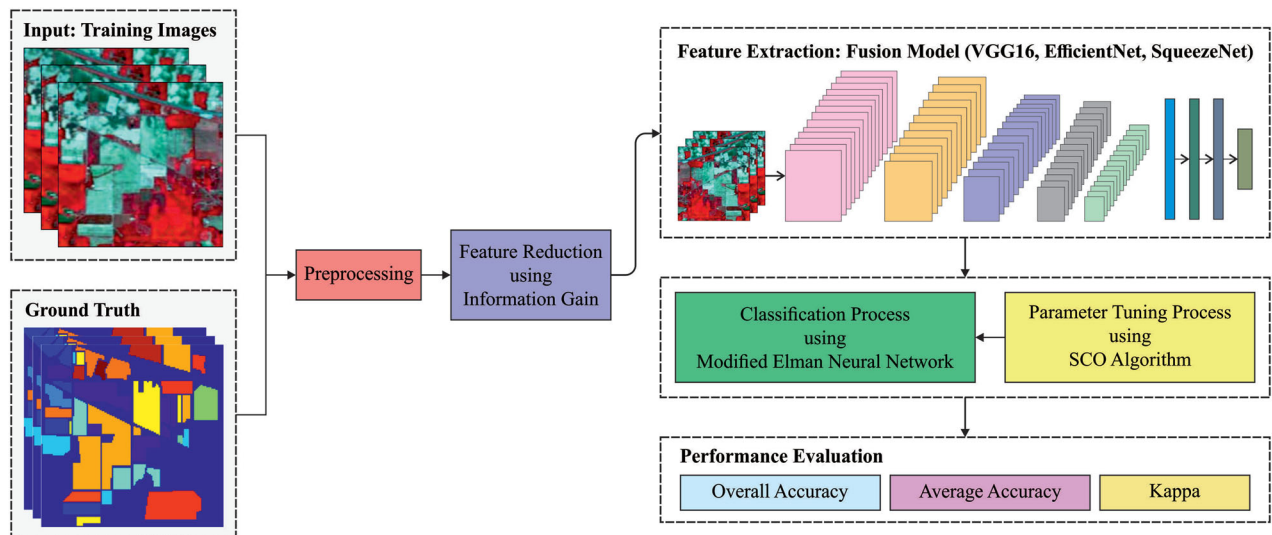 Input: Training Images
Ground Truth
Preprocessing
Feature Reduction
using
Information Gain
Feature Extraction: Fusion Model (VGG16, EfficientNet, SqueezeNet)
Classification Process
using
Modified Elman Neural Network
Parameter Tuning Process
using
SCO Algorithm
Performance Evaluation
Overall Accuracy
Average Accuracy
Kappa